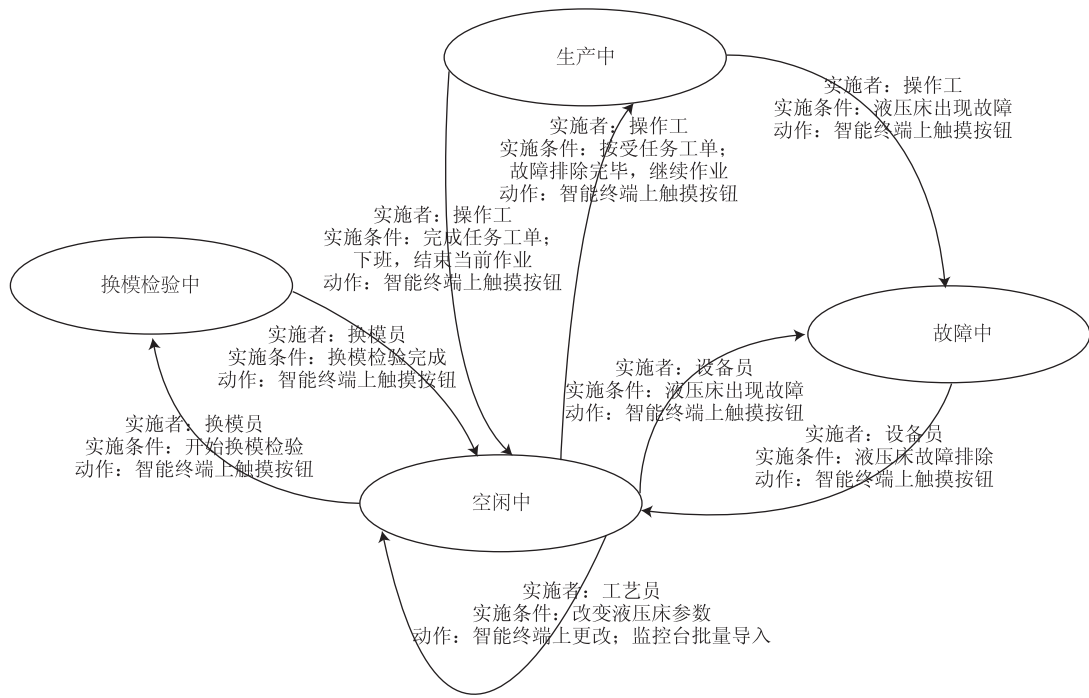 生产中
实施者：操作工
实施条件：液压床出现故障
动作：智能终端上触摸按钮
实施者：操作工
实施条件：按受任务工单；
故障排除完毕，继续作业
动作：智能终端上触摸按钮
实施者：操作工
实施条件：完成任务工单；
下班，结束当前作业
动作：智能终端上触摸按钮
换模检验中
故障中
实施者：换模员
实施条件：换模检验完成
动作：智能终端上触摸按钮
实施者：设备员
实施条件：液压床出现故障
动作：智能终端上触摸按钮
实施者：换模员
实施条件：开始换模检验
动作：智能终端上触摸按钮
实施者：设备员
实施条件：液压床故障排除
动作：智能终端上触摸按钮
空闲中
实施者：工艺员
实施条件：改变液压床参数
动作：智能终端上更改；监控台批量导入